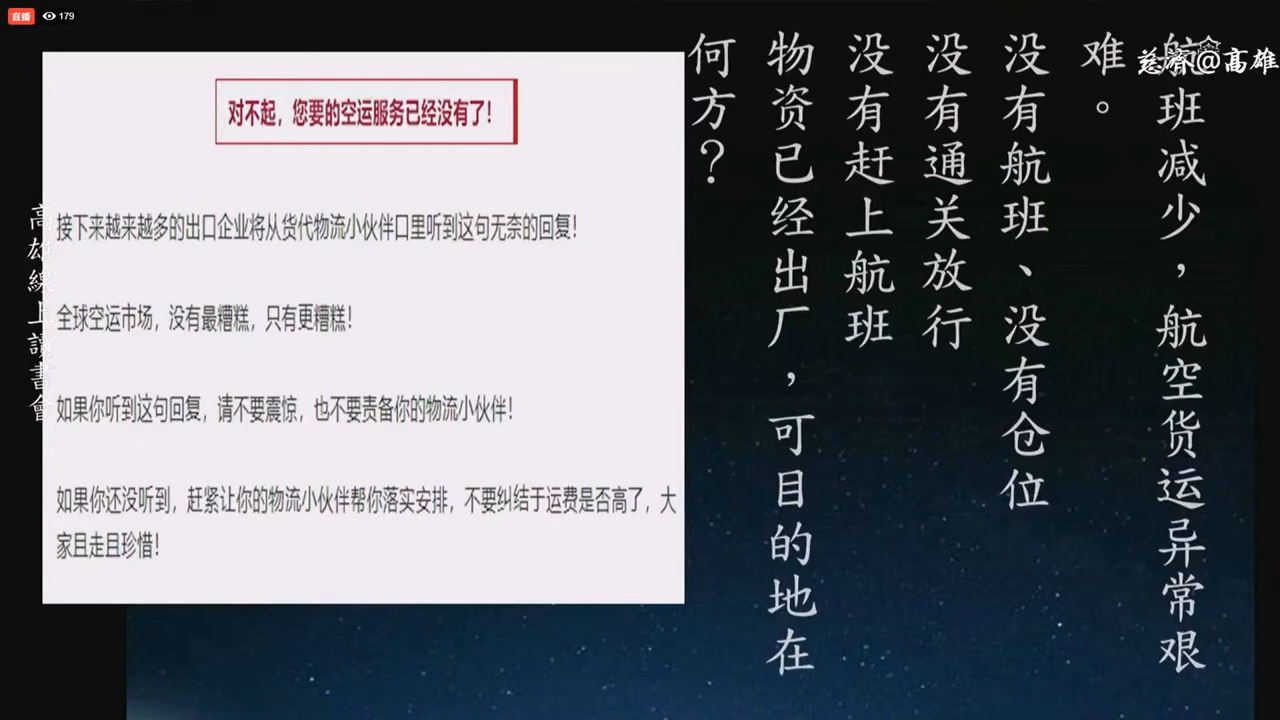 直播
179
慈濟@高雄
对不起，您要的空运服务已经没有了！
接下来越来越多的出口企业将从货代物流小伙伴口里听到这句无奈的回复！
全球空运市场，没有最糟糕，只有更糟糕！
如果你听到这句回复，请不要震惊，也不要责备你的物流小伙伴！
如果你还没听到，赶紧让你的物流小伙伴帮你落实安排，不要纠结于运费是否高了，大
家且走且珍惜！
高雄線上讀書會
航班减少，航空货运异常艰
难。
没有航班、没有仓位
没有通关放行
没有赶上航班
物资已经出厂，可目的地在
何方？